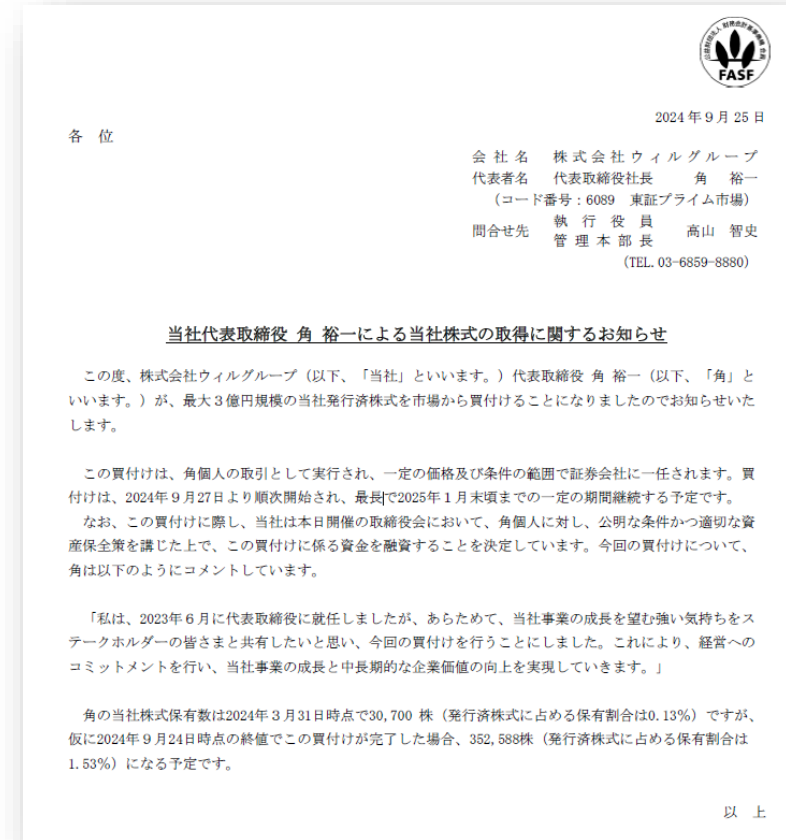 公益財団法人 財務会計基準機構 会員
FASF
2024年9月25日
各 位
会 社 名 株式会社ウィルグループ
代表者名 代表取締役社長 角 裕一
(コード番号:6089 東証プライム市場)
問合せ先 執行役員 管理本部長 高山 智史
(TEL.03-6859-8880)
当社代表取締役 角 裕一による当社株式の取得に関するお知らせ
この度、株式会社ウィルグループ(以下、「当社」といいます。)代表取締役 角 裕一(以下、「角」と
いいます。)が、最大3億円規模の当社発行済株式を市場から買付けることになりましたのでお知らせいた
します。
この買付けは、角個人の取引として実行され、一定の価格及び条件の範囲で証券会社に一任されます。買
付けは、2024年9月27日より順次開始され、最長で2025年1月末頃までの一定の期間継続する予定です。
なお、この買付けに際し、当社は本日開催の取締役会において、角個人に対し、公明な条件かつ適切な資
産保全策を講じた上で、この買付けに係る資金を融資することを決定しています。今回の買付けについて、
角は以下のようにコメントしています。
「私は、2023年6月に代表取締役に就任しましたが、あらためて、当社事業の成長を望む強い気持ちをス
テークホルダーの皆さまと共有したいと思い、今回の買付けを行うことにしました。これにより、経営への
コミットメントを行い、当社事業の成長と中長期的な企業価値の向上を実現していきます。」
角の当社株式保有数は2024年3月31日時点で30,700 株(発行済株式に占める保有割合は0.13%)ですが、
仮に2024年9月24日時点の終値でこの買付けが完了した場合、352,588株(発行済株式に占める保有割合は
1.53%)になる予定です。
以 上